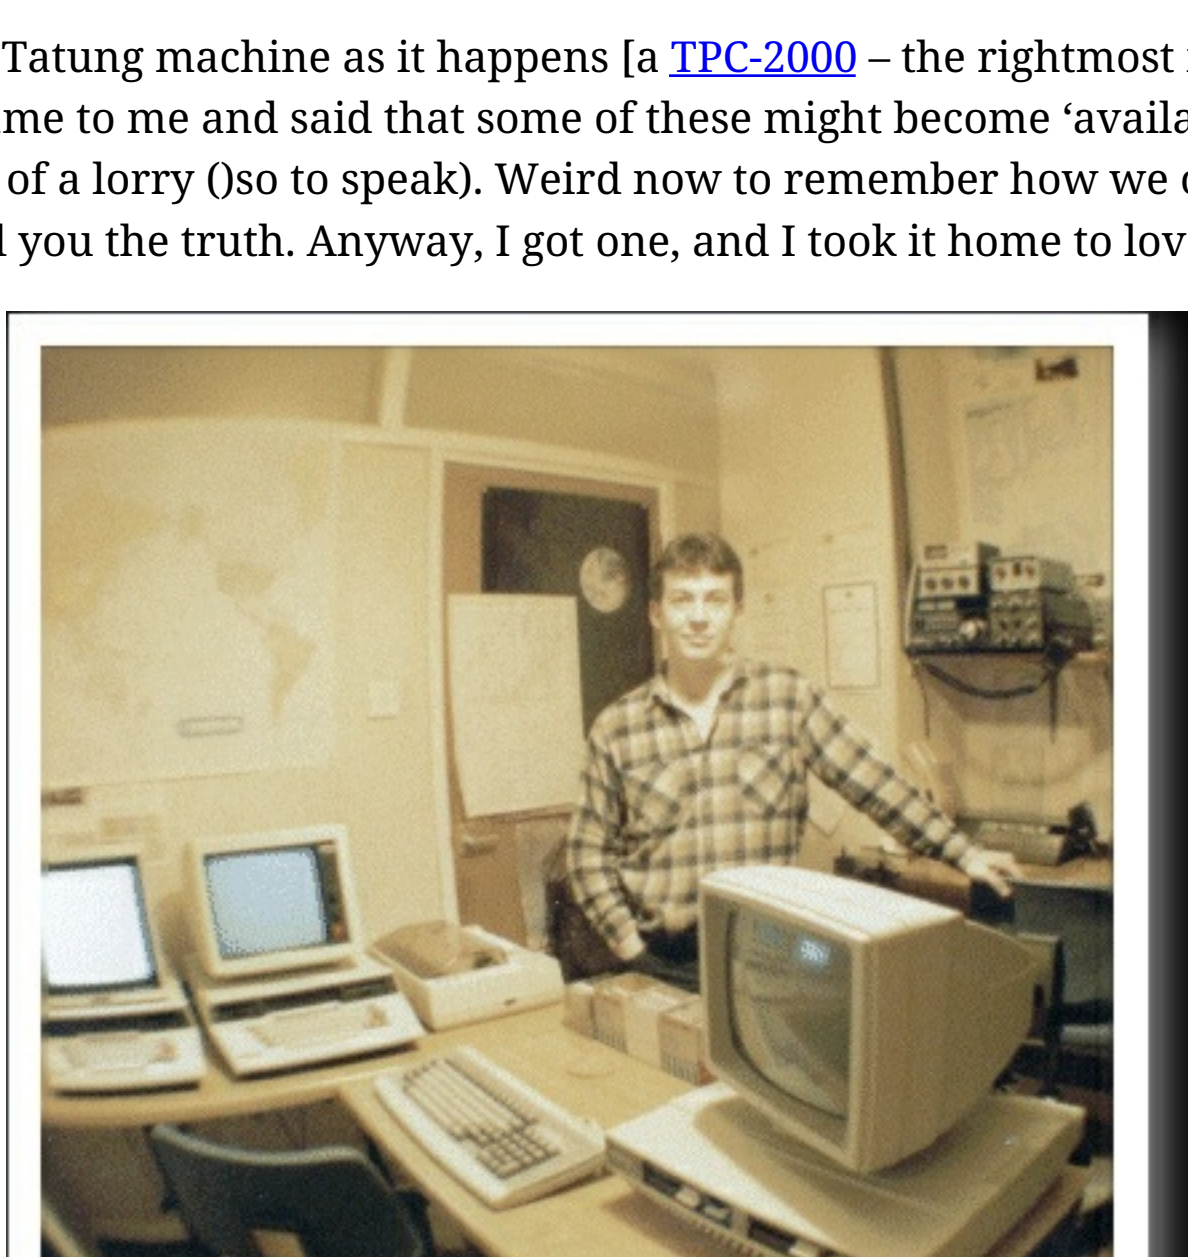 Tatung machine as it happens [a TPC-2000 – the rightmost
me to me and said that some of these might become ‘availa
of a lorry ()so to speak). Weird now to remember how we
you the truth. Anyway, I got one, and I took it home to lov